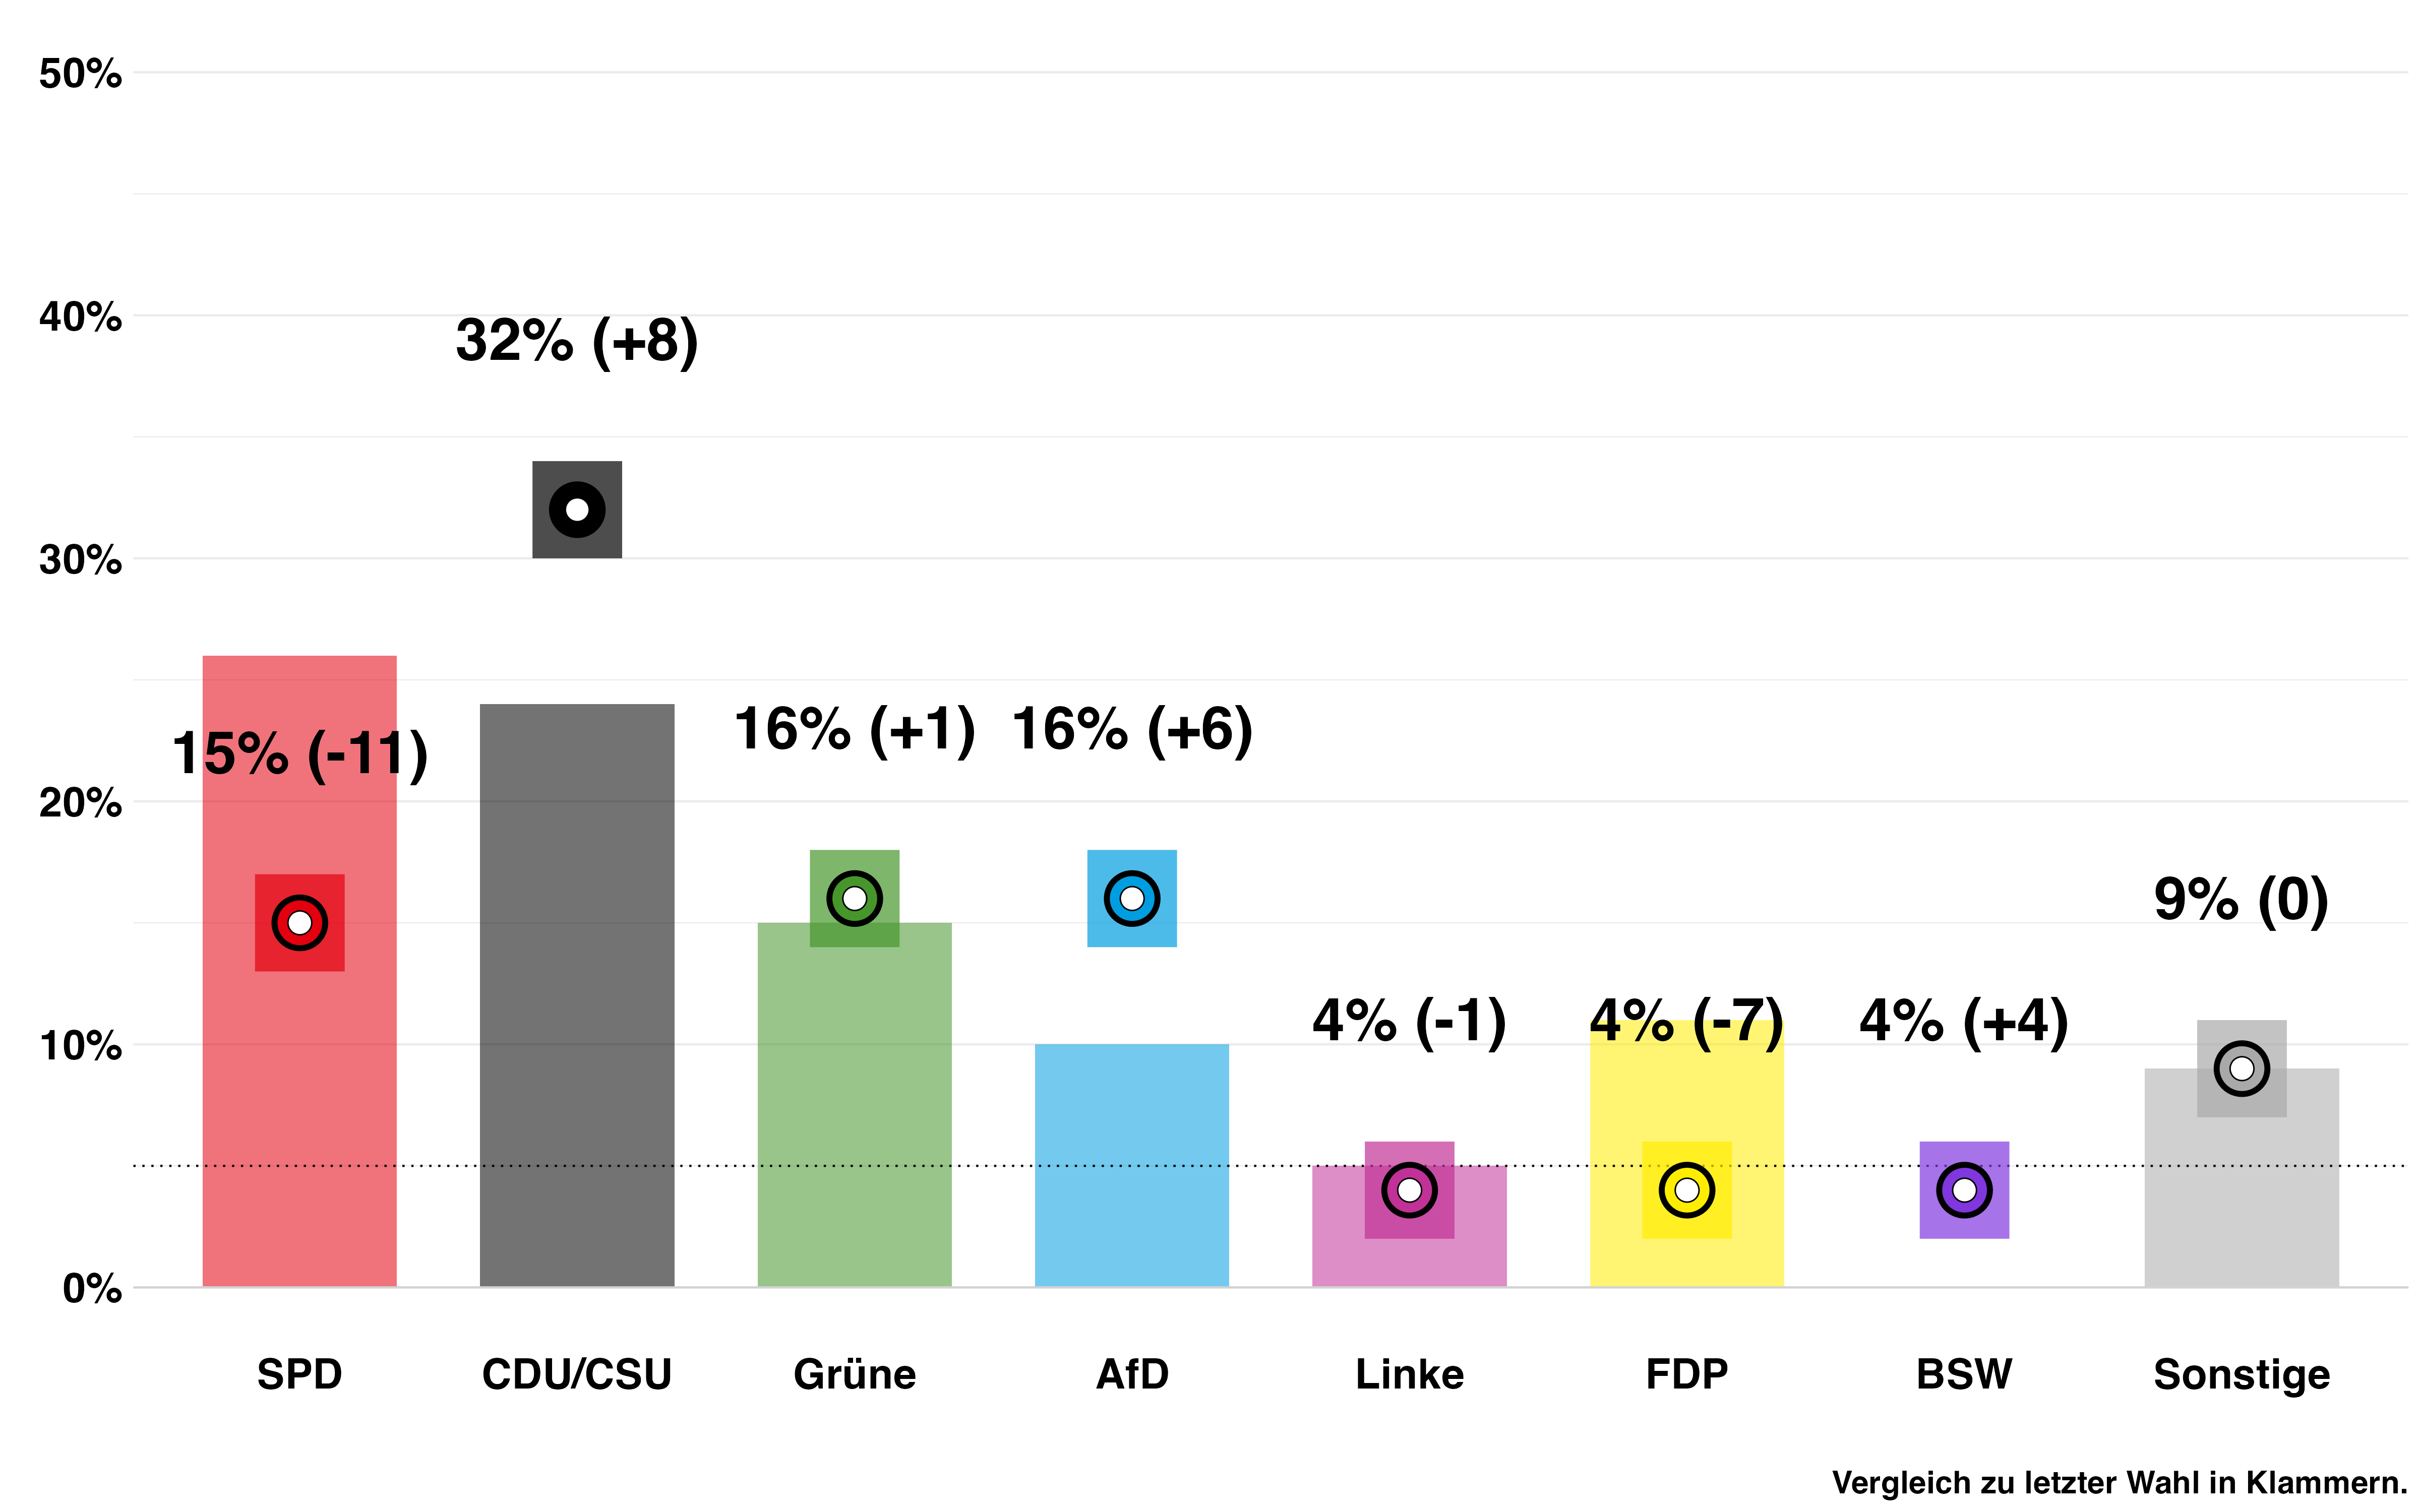 50%
40%
32% (+8)
30%
16% (+1) 16% (+6)
15% (-11)
20%
9% (0)
4% (-1) 4% (-7) 4% (+4)
10%
0%
SPD CDU/CSU Grüne AfD Linke FDP BSW Sonstige
Vergleich zu letzter Wahl in Klammern.